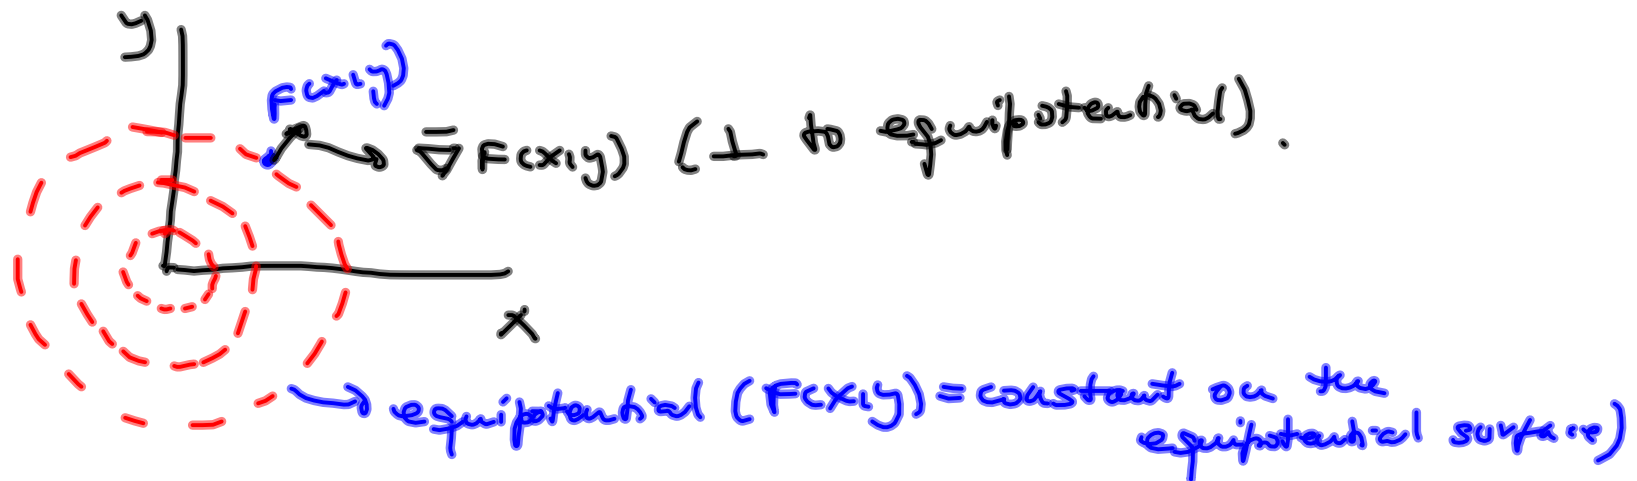 y
F(x,y)
∇̄ F(x,y) (⊥ to equipotential).
x
equipotential (F(x,y) = constant on the
equipotential surface)